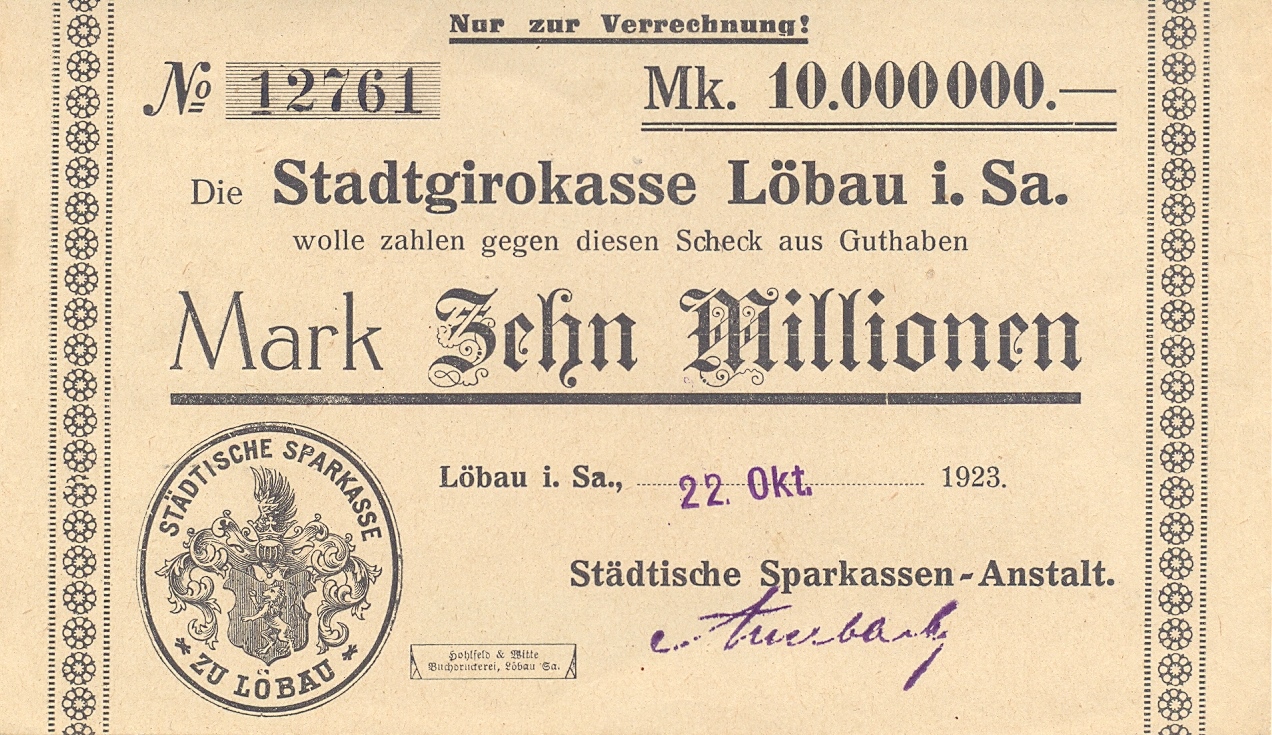 Nur zur Verrechnung!
No 12761
Mk. 10.000 000.—
Die Stadtgirokasse Löbau i. Sa.
wolle zahlen gegen diesen Scheck aus Guthaben
Mark Zehn Millionen
Löbau i. Sa., 22. Okt. 1923.
Städtische Sparkassen-Anstalt.
STÄDTISCHE SPARKASSE
* ZU LÖBAU *
Hohlfeld & Witte
Buchdruckerei, Löbau Sa.